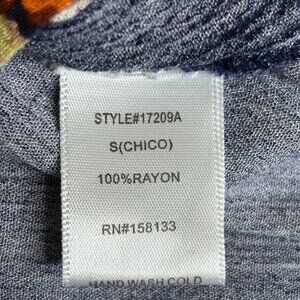 STYLE#17209A
S(CHICO)
100%RAYON
RN#158133
HAND WASH COLD